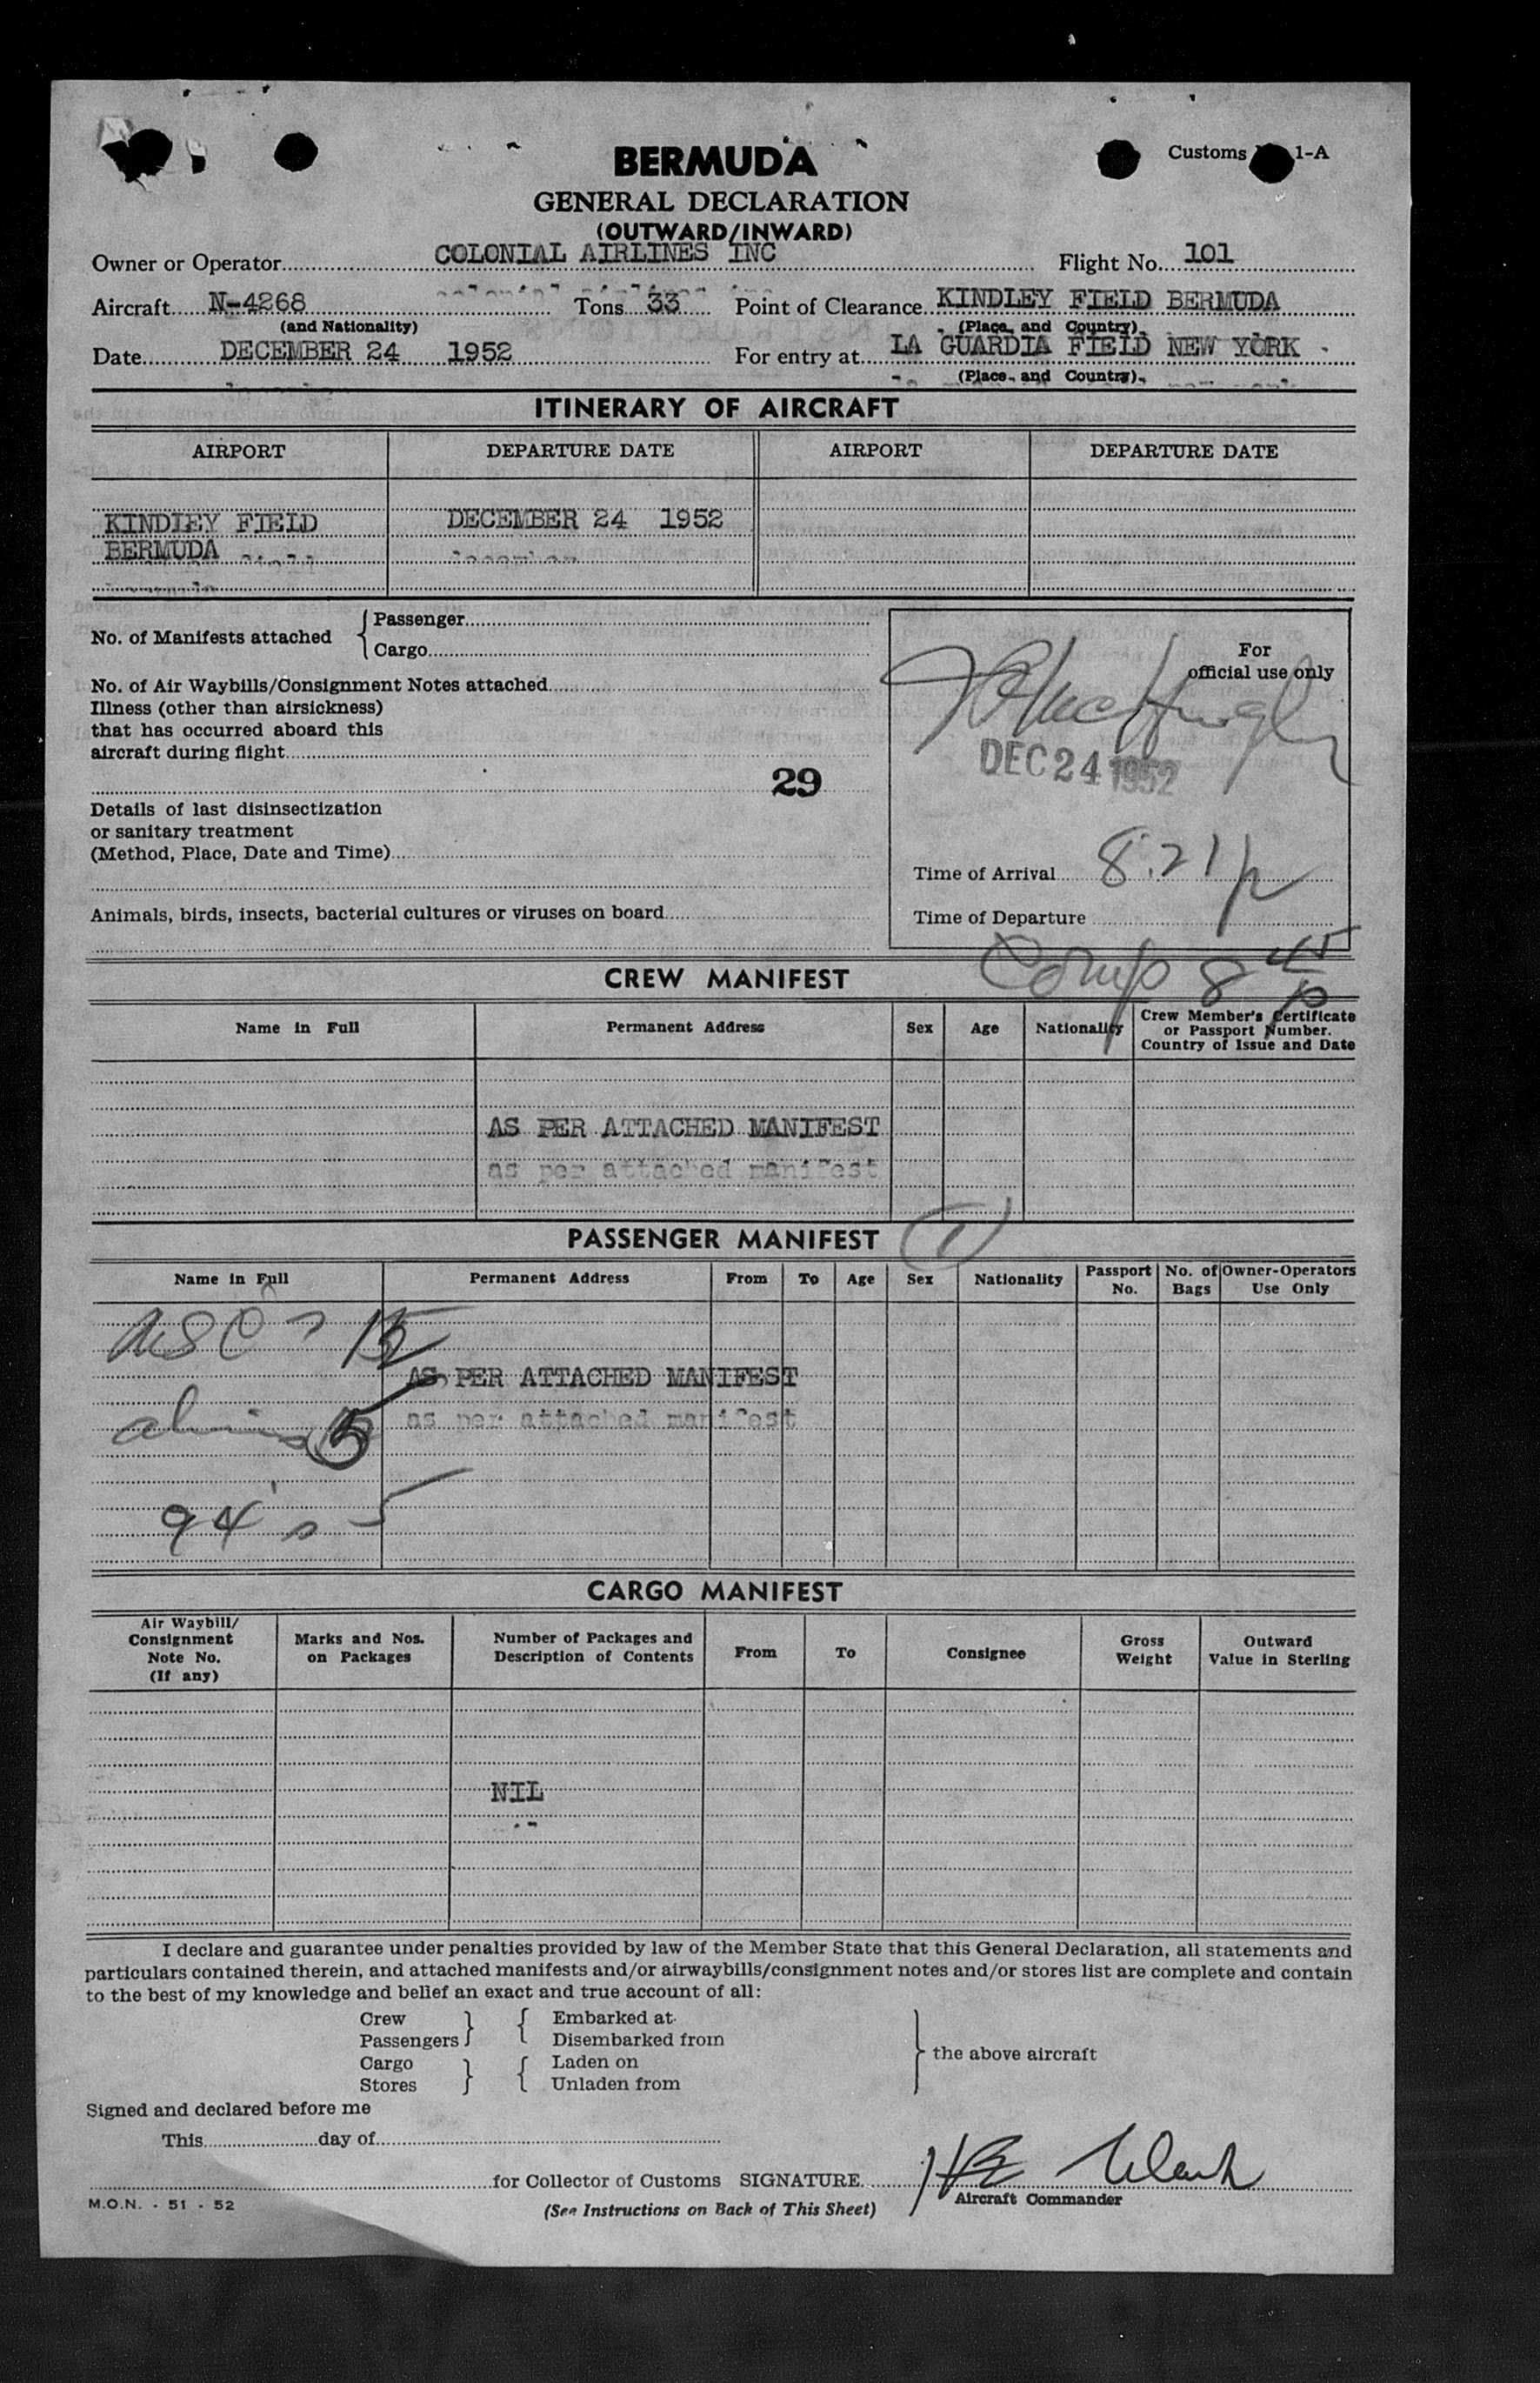 BERMUDA
Customs 1-A
GENERAL DECLARATION
(OUTWARD/INWARD)
Owner or Operator COLONIAL AIRLINES INC Flight No. 101
Aircraft N-4268 Tons 33 Point of Clearance KINDLEY FIELD BERMUDA
(and Nationality) (Place and Country)
Date DECEMBER 24 1952 For entry at LA GUARDIA FIELD NEW YORK
(Place and Country)
ITINERARY OF AIRCRAFT
AIRPORT DEPARTURE DATE AIRPORT DEPARTURE DATE
KINDLEY FIELD DECEMBER 24 1952
BERMUDA
No. of Manifests attached { Passenger
Cargo
No. of Air Waybills/Consignment Notes attached
Illness (other than airsickness)
that has occurred aboard this
aircraft during flight
29
Details of last disinsectization
or sanitary treatment
(Method, Place, Date and Time)
Animals, birds, insects, bacterial cultures or viruses on board
For
official use only
DEC 24 1952
Time of Arrival 8.21 p
Time of Departure
Comp 8 45 p
CREW MANIFEST
Name in Full Permanent Address Sex Age Nationality Crew Member's Certificate
or Passport Number.
Country of Issue and Date
AS PER ATTACHED MANIFEST
as per attached manifest
PASSENGER MANIFEST (1)
Name in Full Permanent Address From To Age Sex Nationality Passport No. No. of Bags Owner-Operators Use Only
15
AS PER ATTACHED MANIFEST
5
as per attached manifest
94's 5
CARGO MANIFEST
Air Waybill/
Consignment
Note No.
(If any)
Marks and Nos.
on Packages
Number of Packages and
Description of Contents
From To Consignee
Gross
Weight
Outward
Value in Sterling
NIL
I declare and guarantee under penalties provided by law of the Member State that this General Declaration, all statements and
particulars contained therein, and attached manifests and/or airwaybills/consignment notes and/or stores list are complete and contain
to the best of my knowledge and belief an exact and true account of all:
Crew } { Embarked at
Passengers Disembarked from
} the above aircraft
Cargo } { Laden on
Stores Unladen from
Signed and declared before me
This day of
for Collector of Customs SIGNATURE
M.O.N. - 51 - 52 (See Instructions on Back of This Sheet) Aircraft Commander